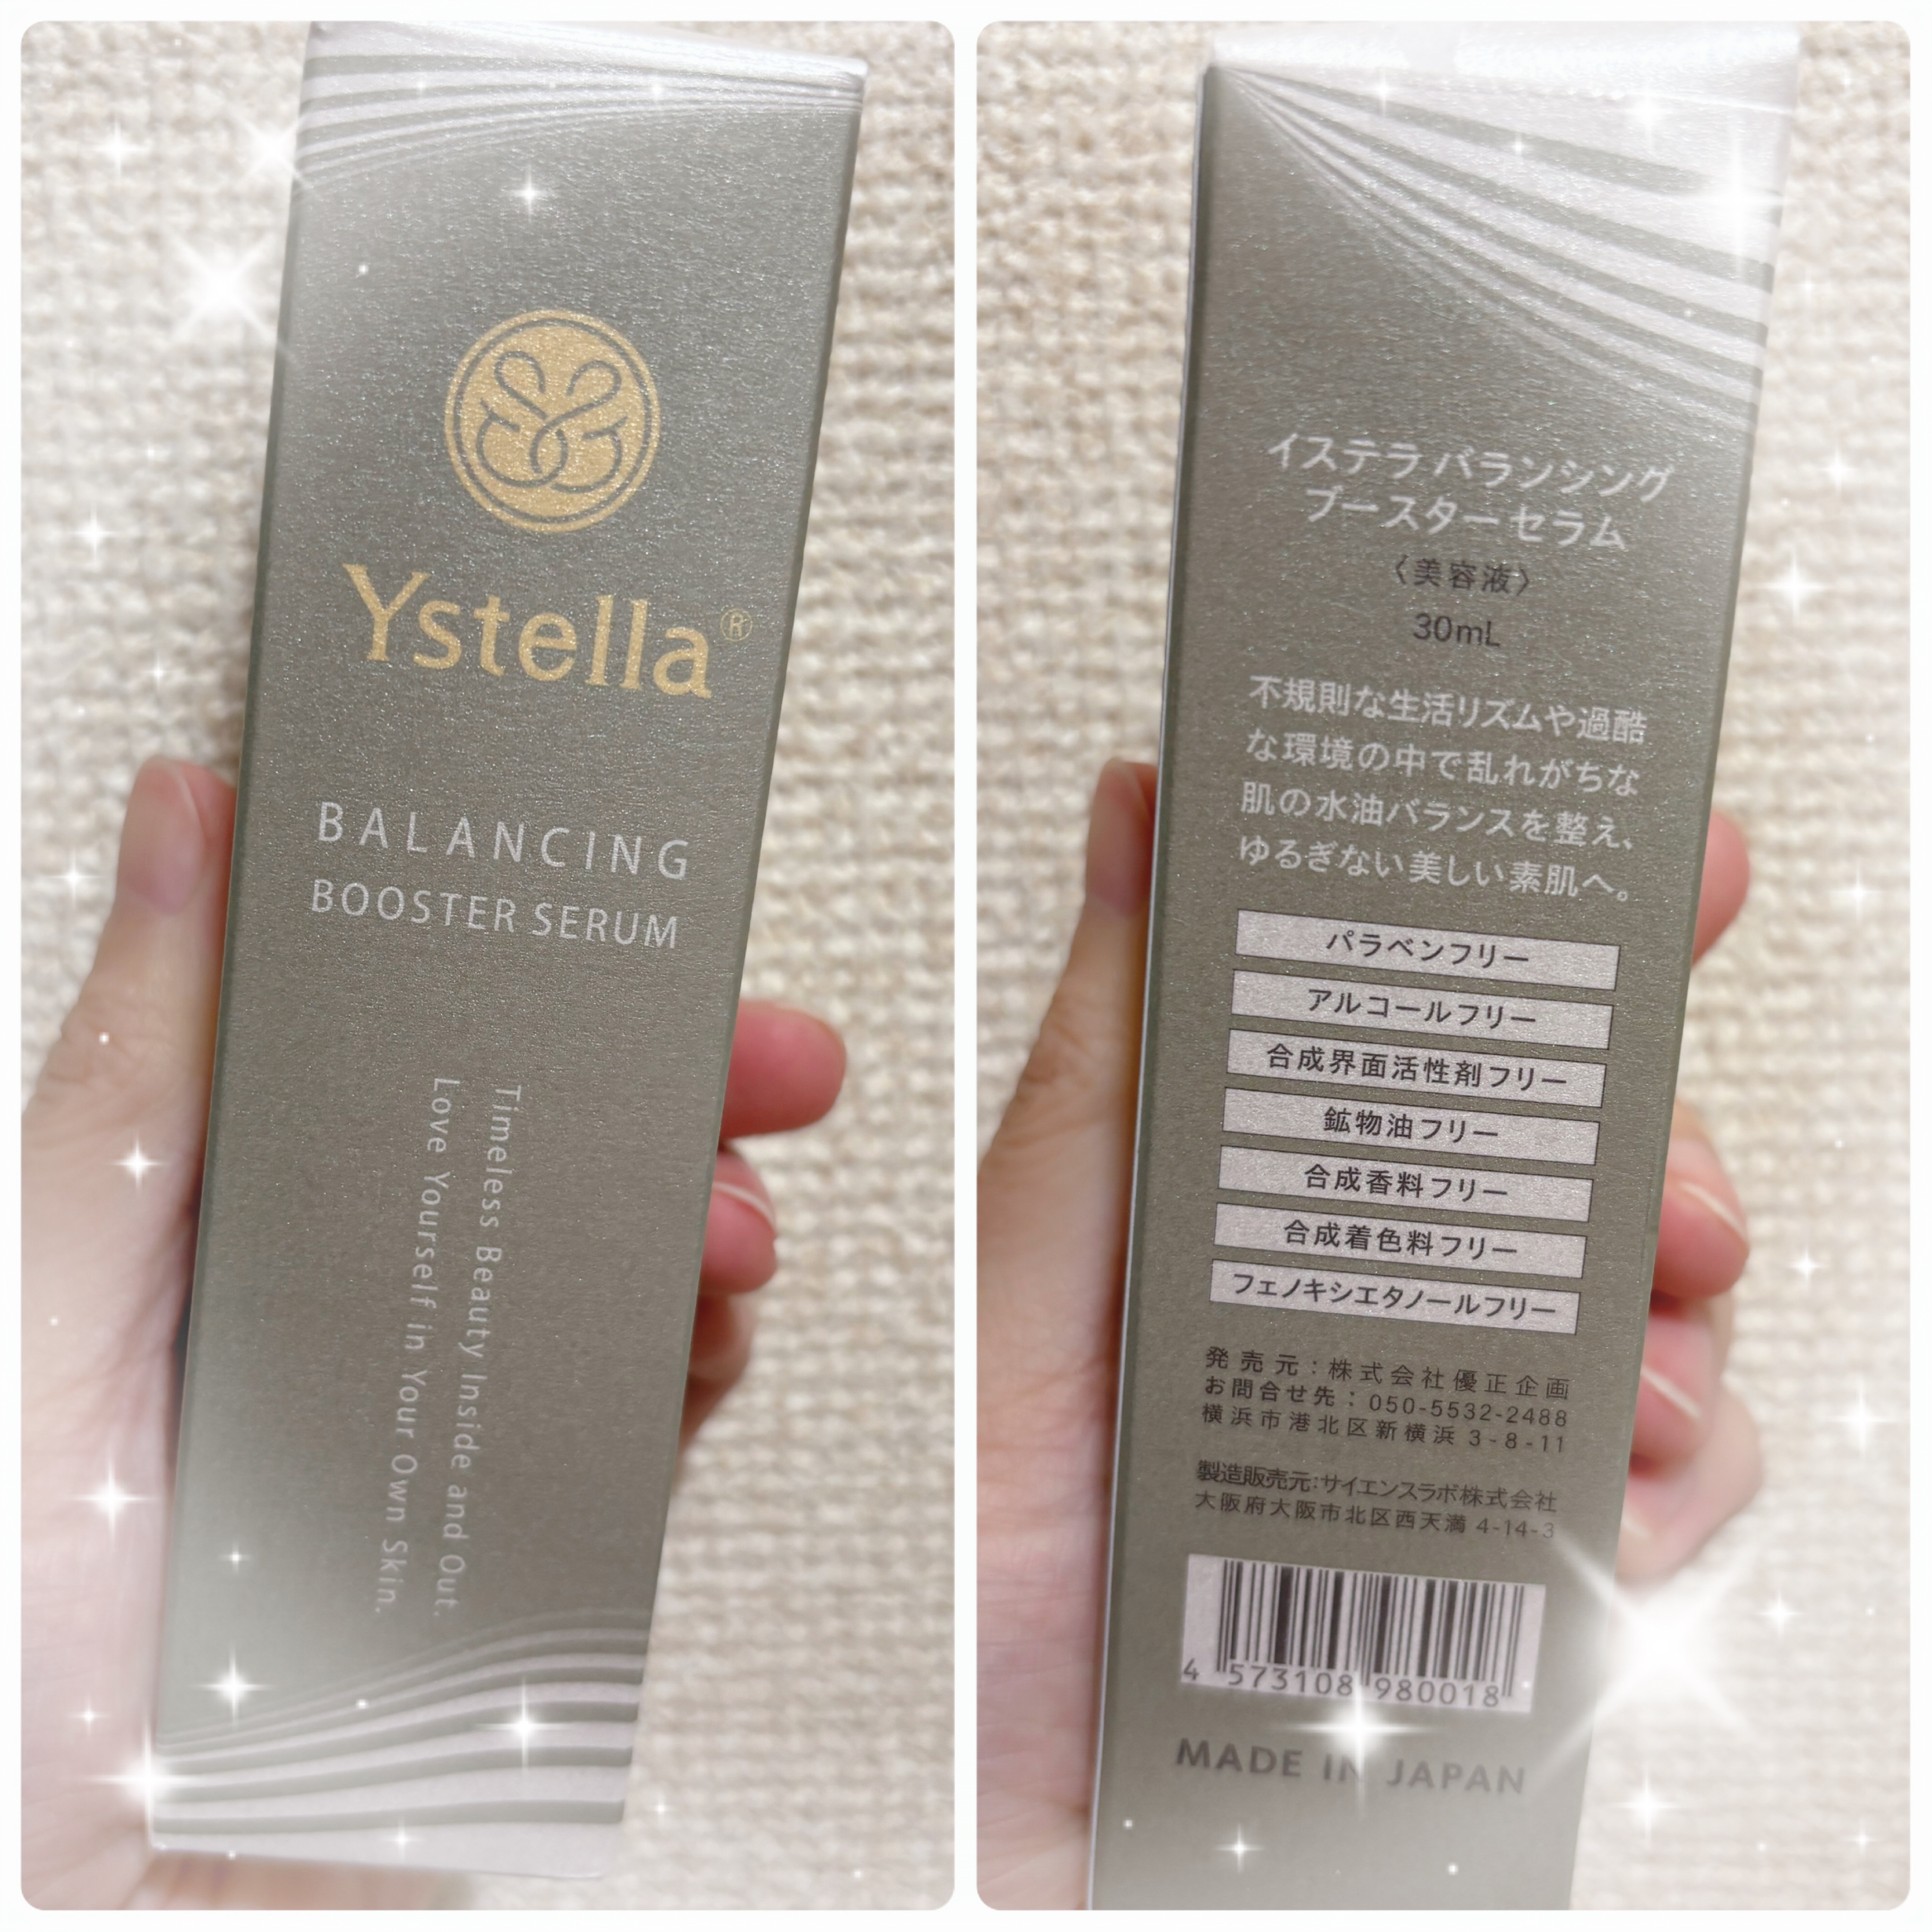 Ystella®
BALANCING
BOOSTER SERUM
Timeless Beauty Inside and Out.
Love Yourself in Your Own Skin.
イステラ バランシング
ブースター セラム
〈美容液〉
30mL
不規則な生活リズムや過酷
な環境の中で乱れがちな
肌の水油バランスを整え、
ゆるぎない美しい素肌へ。
パラベンフリー
アルコールフリー
合成界面活性剤フリー
鉱物油フリー
合成香料フリー
合成着色料フリー
フェノキシエタノールフリー
発売元：株式会社優正企画
お問合せ先：050-5532-2488
横浜市港北区新横浜 3-8-11
製造販売元：サイエンスラボ株式会社
大阪府大阪市北区西天満 4-14-3
4 573108 980018
MADE IN JAPAN